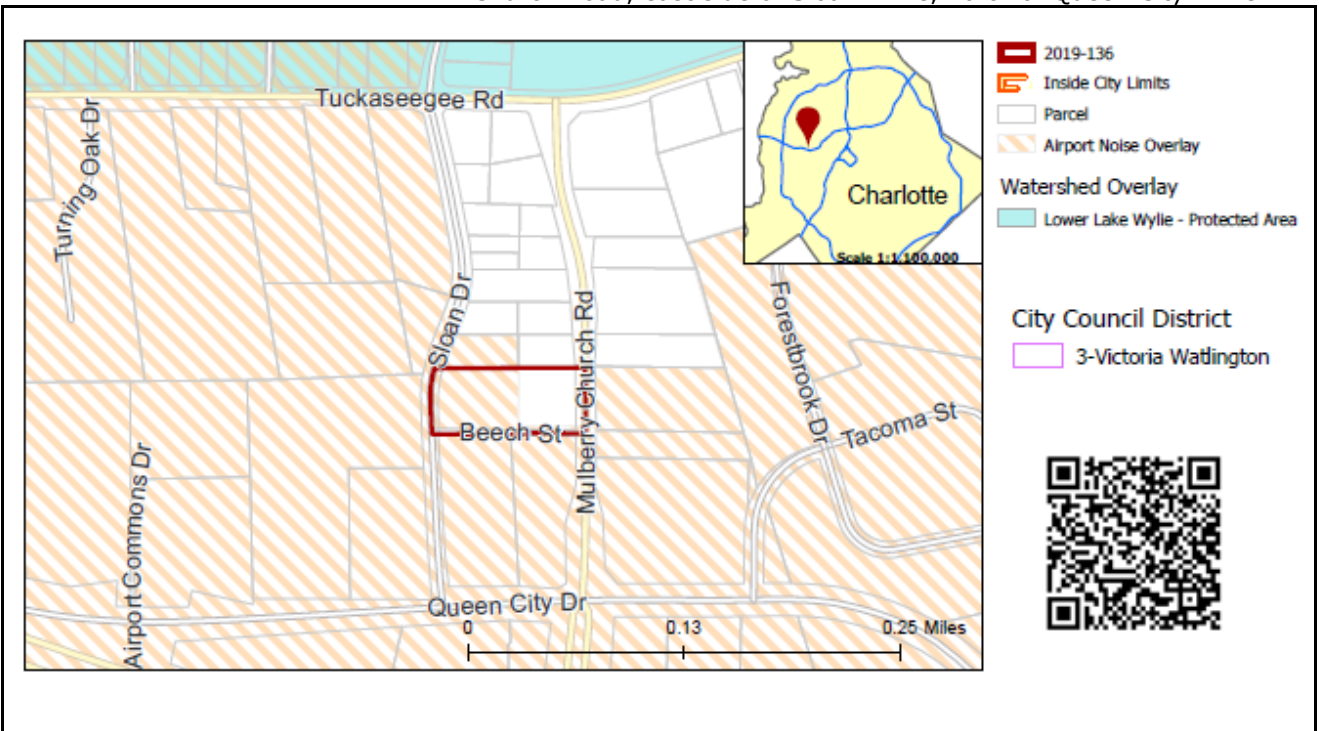 Tuckaseegee Rd
Turning Oak Dr
Sloan Dr
Mulberry Church Rd
Forestbrook Dr
Tacoma St
Beech St
Airport Commons Dr
Queen City Dr
0 0.13 0.25 Miles
Charlotte
Scale 1:1,100,000
2019-136
Inside City Limits
Parcel
Airport Noise Overlay
Watershed Overlay
Lower Lake Wylie - Protected Area
City Council District
3-Victoria Watlington